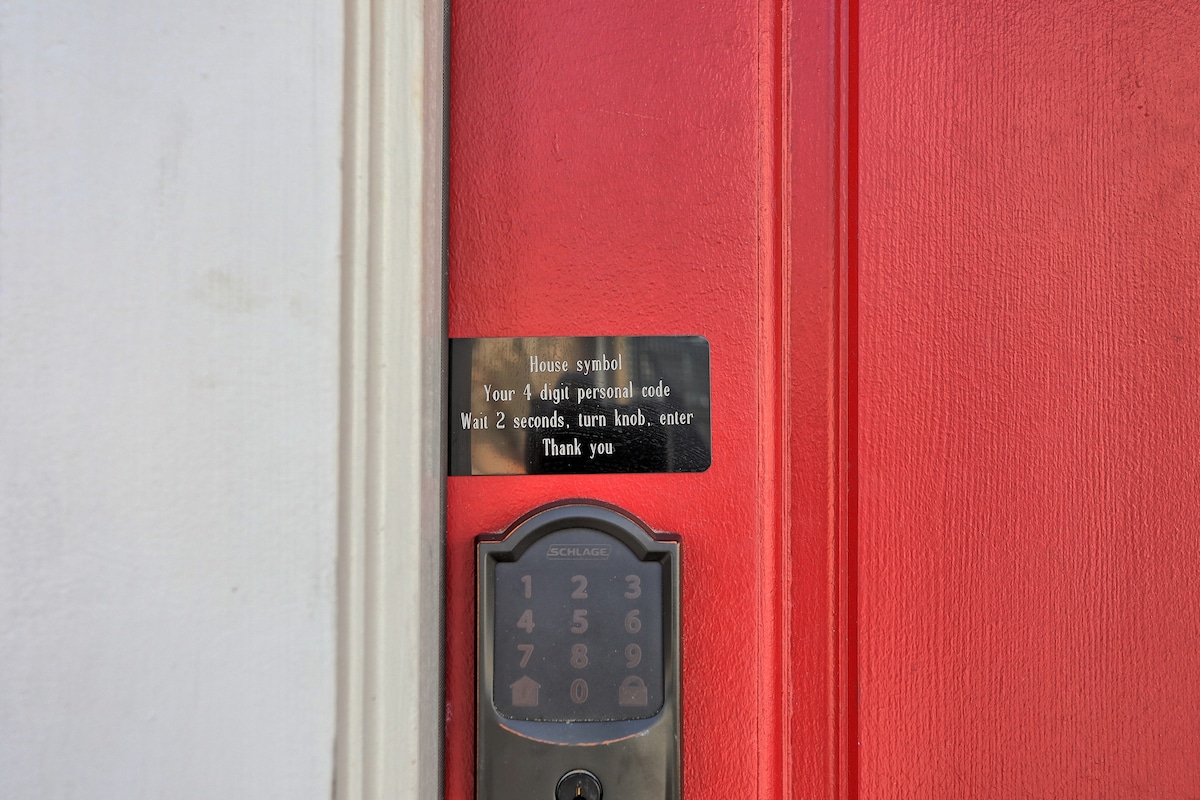 House symbol
Your 4 digit personal code
Wait 2 seconds, turn knob, enter
Thank you
SCHLAGE
1 2 3
4 5 6
7 8 9
0